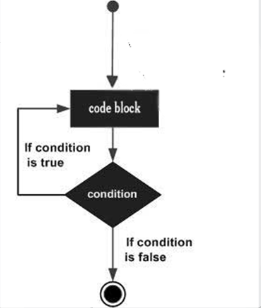 code block
If condition
is true
condition
If condition
is false